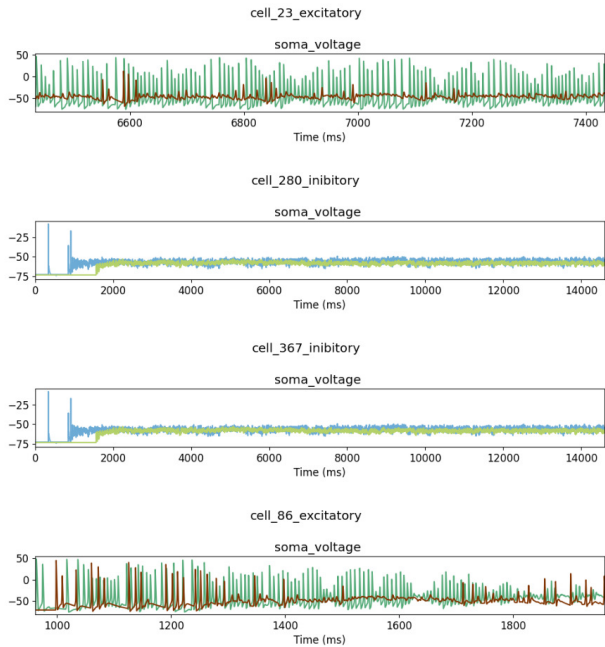 cell_23_excitatory
soma_voltage
50
0
−50
6600 6800 7000 7200 7400
Time (ms)
cell_280_inibitory
soma_voltage
−25
−50
−75
0 2000 4000 6000 8000 10000 12000 14000
Time (ms)
cell_367_inibitory
soma_voltage
−25
−50
−75
0 2000 4000 6000 8000 10000 12000 14000
Time (ms)
cell_86_excitatory
soma_voltage
50
0
−50
1000 1200 1400 1600 1800
Time (ms)